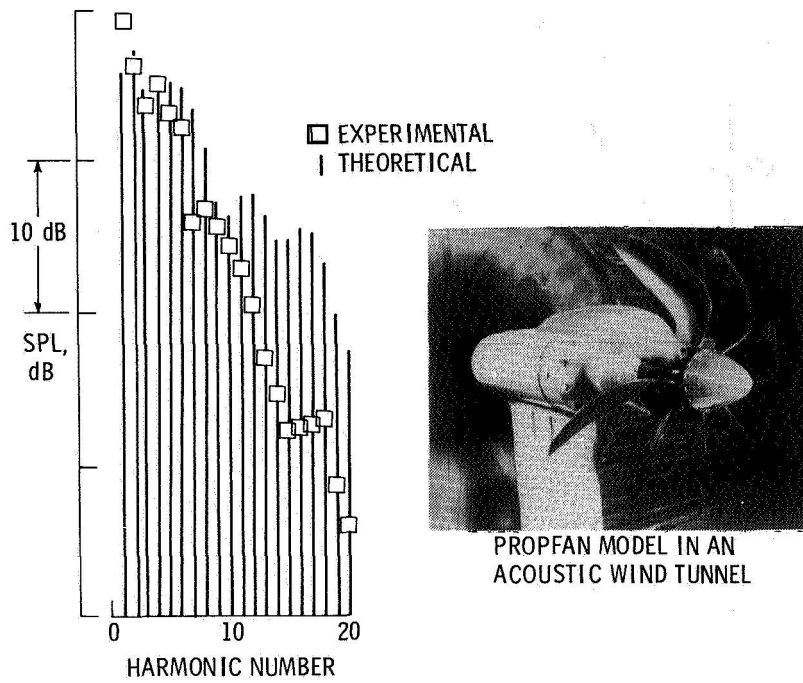 EXPERIMENTAL
THEORETICAL
10 dB
SPL,
dB
0
10
20
HARMONIC NUMBER
PROPFAN MODEL IN AN
ACOUSTIC WIND TUNNEL